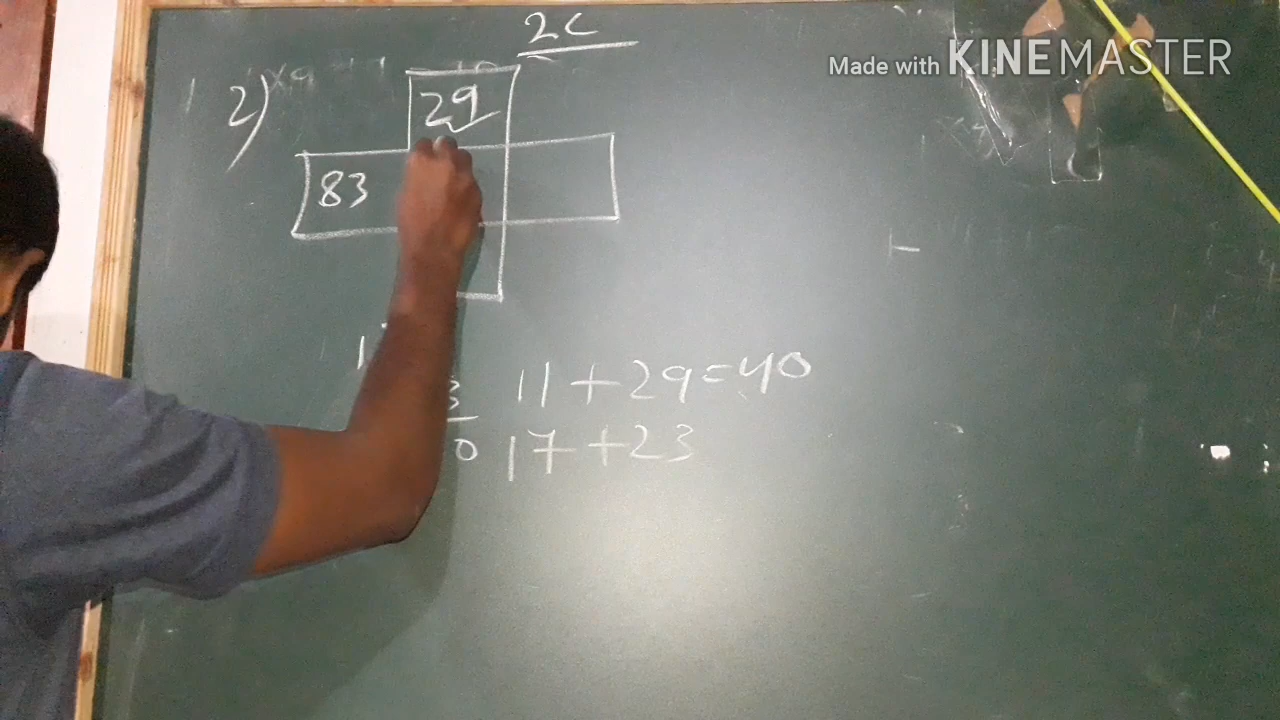 2C
Made with KINEMASTER
2)
29
83
11 + 29 = 40
17 + 23